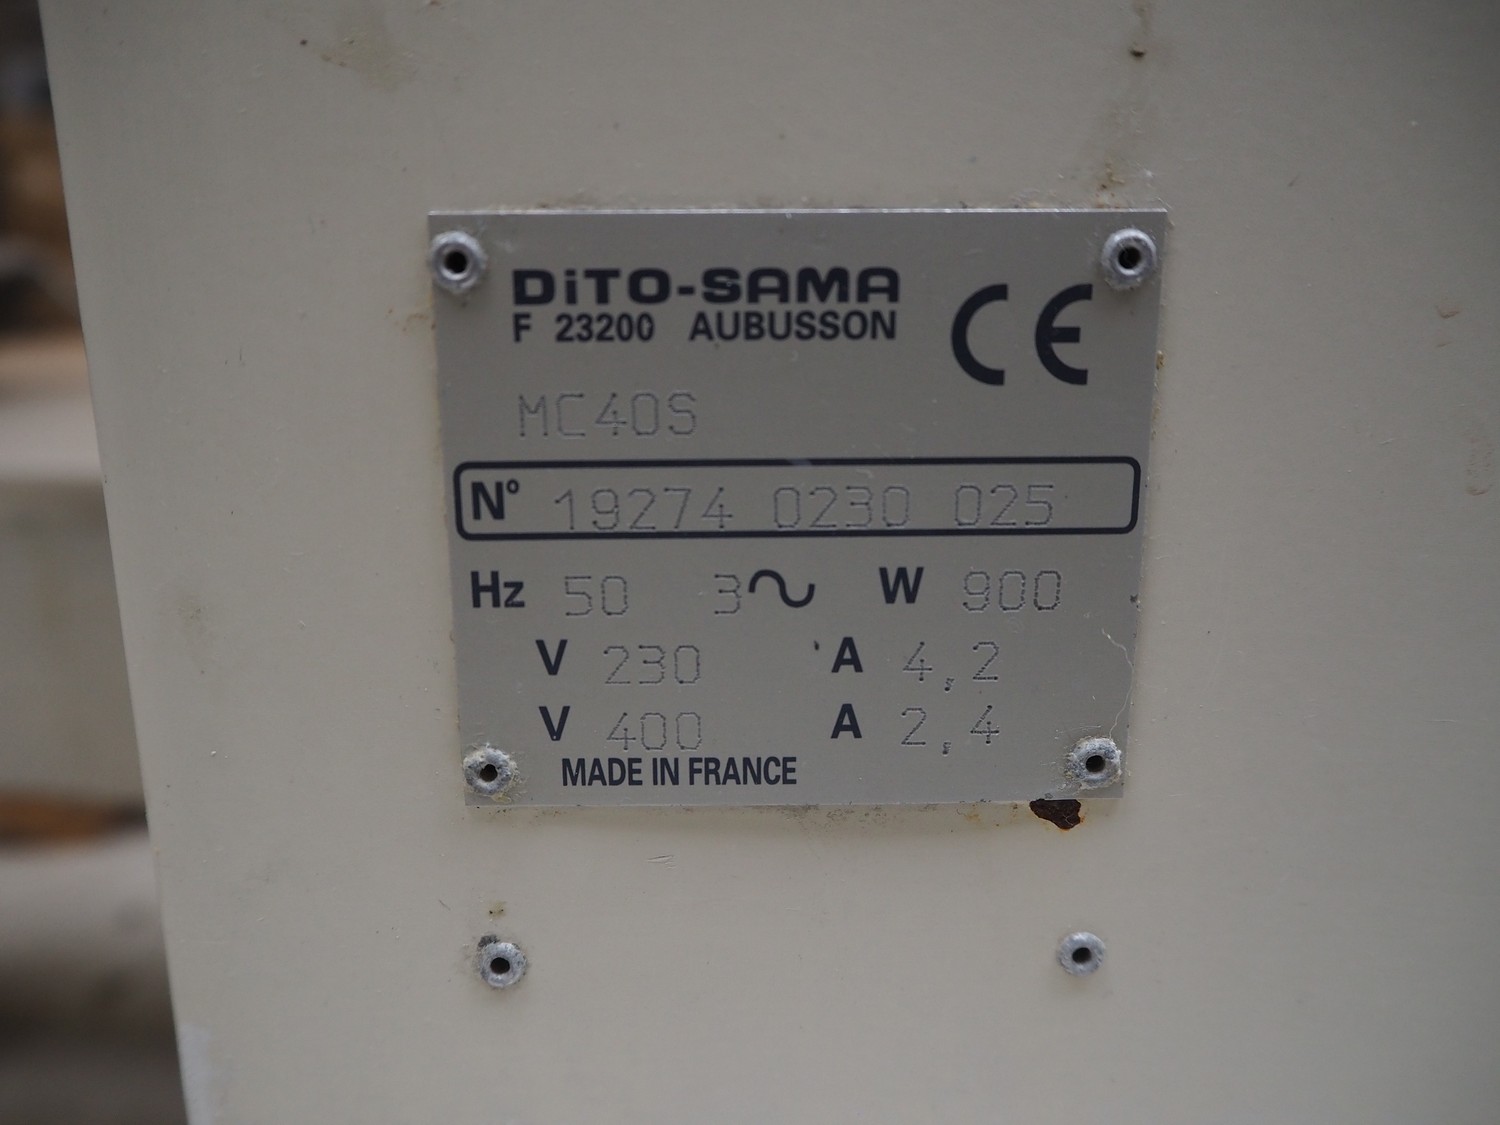 DiTO-SAMA
F 23200 AUBUSSON
CE
MC40S
N° 19274 0230 025
Hz 50 3~ W 900
V 230 A 4,2
V 400 A 2,4
MADE IN FRANCE